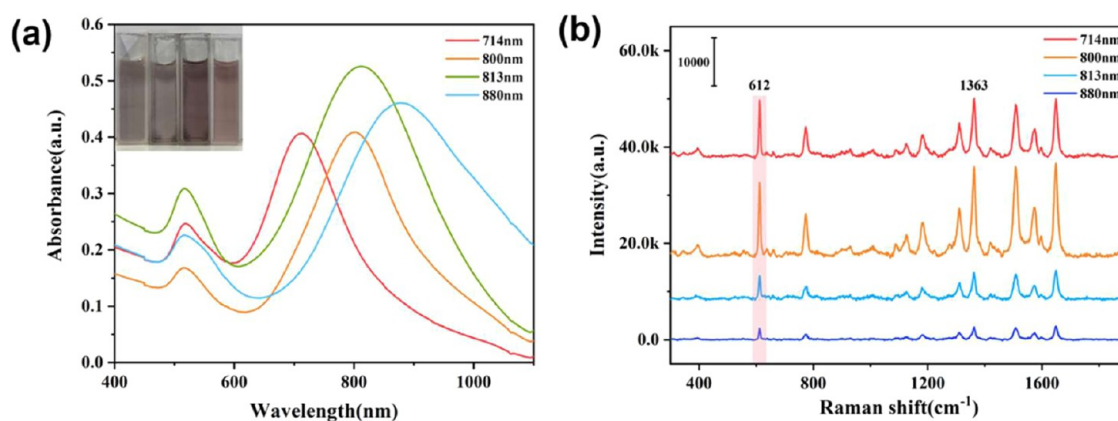 (a)
0.6
0.5
0.4
0.3
0.2
0.1
0.0
400
600
800
1000
Absorbance(a.u.)
Wavelength(nm)
714nm
800nm
813nm
880nm
(b)
60.0k
40.0k
20.0k
0.0
400
800
1200
1600
Intensity(a.u.)
Raman shift(cm⁻¹)
10000
612
1363
714nm
800nm
813nm
880nm